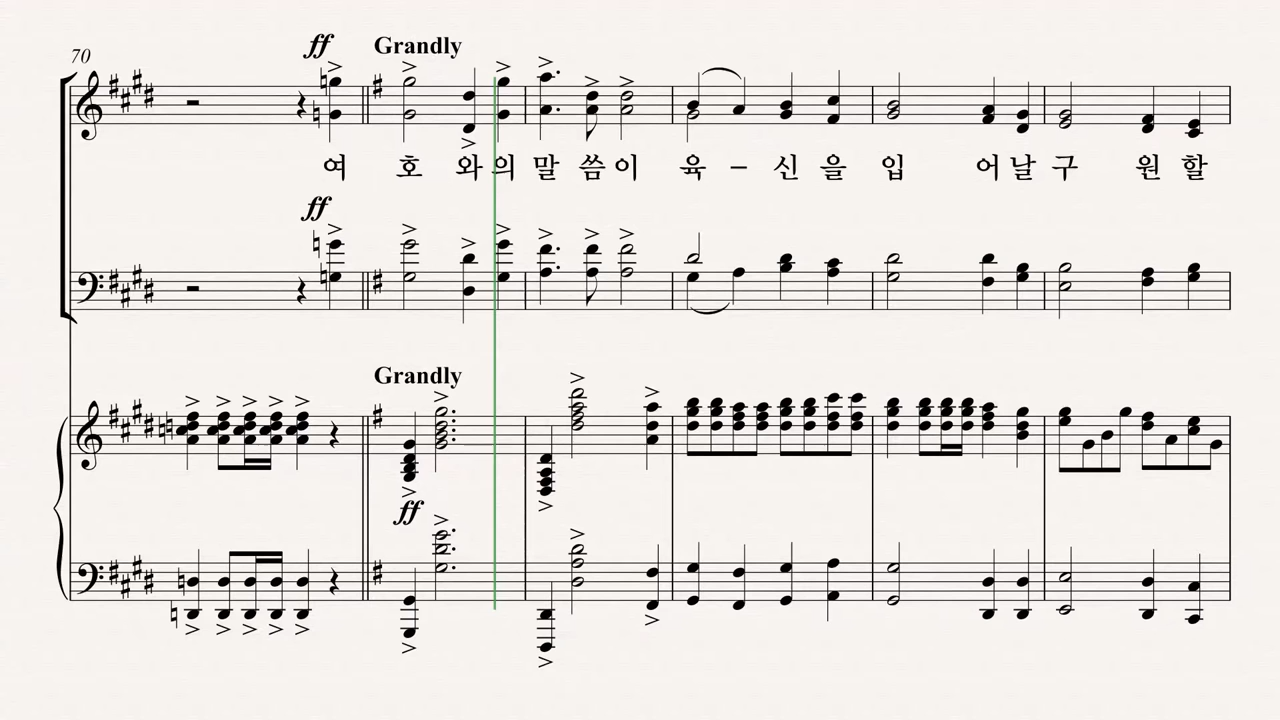 70
ff
Grandly
여 호 와 의 말 씀 이 육 – 신 을 입 어 날 구 원 할
ff
Grandly
ff